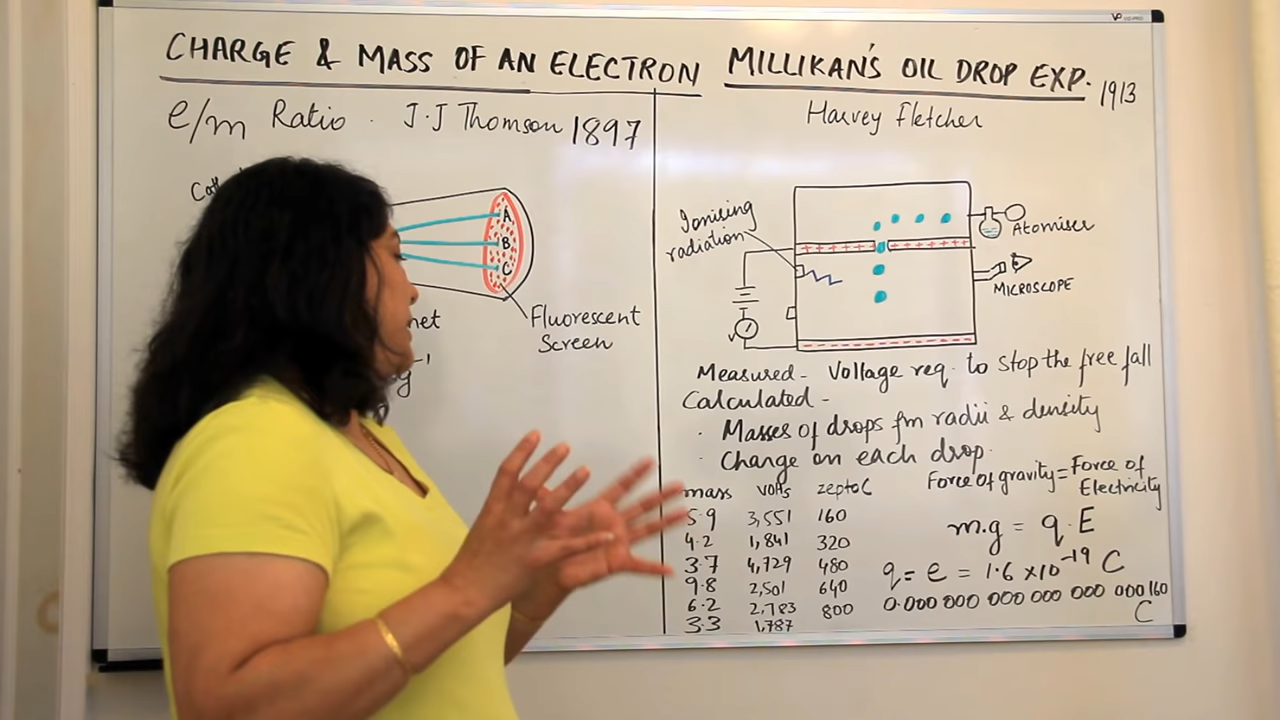 CHARGE & MASS OF AN ELECTRON
e/m Ratio. J.J Thomson 1897
A
B
C
Fluorescent
Screen
MILLIKAN'S OIL DROP EXP. 1913
Harvey Fletcher
Ionising
radiation
Atomiser
MICROSCOPE
V
Measured - Voltage req. to stop the free fall
Calculated -
· Masses of drops fm radii & density
· Charge on each drop.
Force of gravity = Force of
Electricity
m.g = q.E
q = e = 1.6 x10⁻¹⁹ C
0.000 000 000 000 000 000 160
C
mass volts zeptoC
5.9 3,551 160
4.2 1,841 320
3.7 4,729 480
9.8 2,501 640
6.2 2,783 800
3.3 1,787